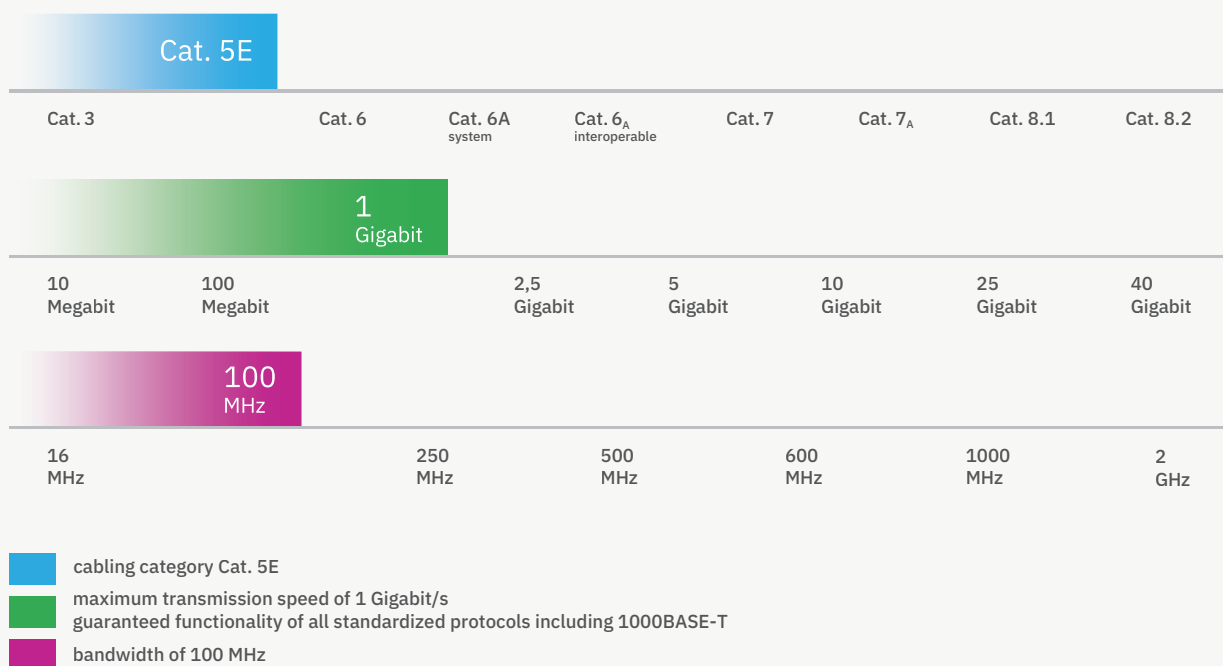 Cat. 5E
Cat. 3 Cat. 6 Cat. 6A Cat. 6A Cat. 7 Cat. 7A Cat. 8.1 Cat. 8.2
system interoperable
1
Gigabit
10 100 2,5 5 10 25 40
Megabit Megabit Gigabit Gigabit Gigabit Gigabit Gigabit
100
MHz
16 250 500 600 1000 2
MHz MHz MHz MHz MHz GHz
cabling category Cat. 5E
maximum transmission speed of 1 Gigabit/s
guaranteed functionality of all standardized protocols including 1000BASE-T
bandwidth of 100 MHz